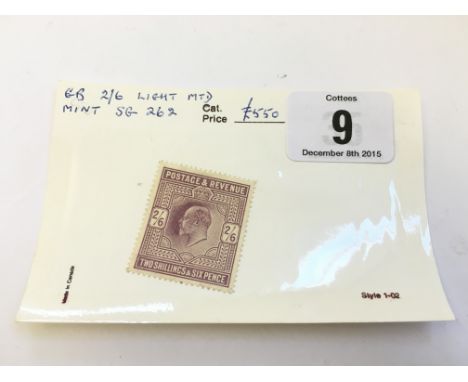 GB 2/6 LIGHT MTD
MINT SG 262
Cat.
Price £550
Cottees
9
December 8th 2015
POSTAGE & REVENUE
2/6
2/6
TWO SHILLINGS & SIX PENCE
Made in Canada
Style 1-02